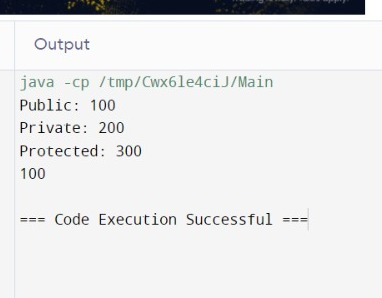 Output
java -cp /tmp/Cwx6le4ciJ/Main
Public: 100
Private: 200
Protected: 300
100
=== Code Execution Successful ===